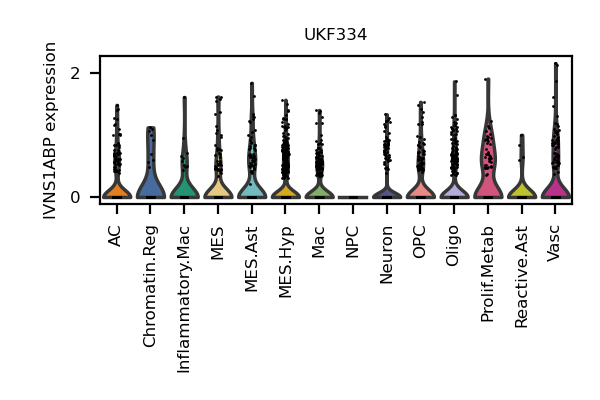 UKF334
IVNS1ABP expression
2
0
AC
Chromatin.Reg
Inflammatory.Mac
MES
MES.Ast
MES.Hyp
Mac
NPC
Neuron
OPC
Oligo
Prolif.Metab
Reactive.Ast
Vasc